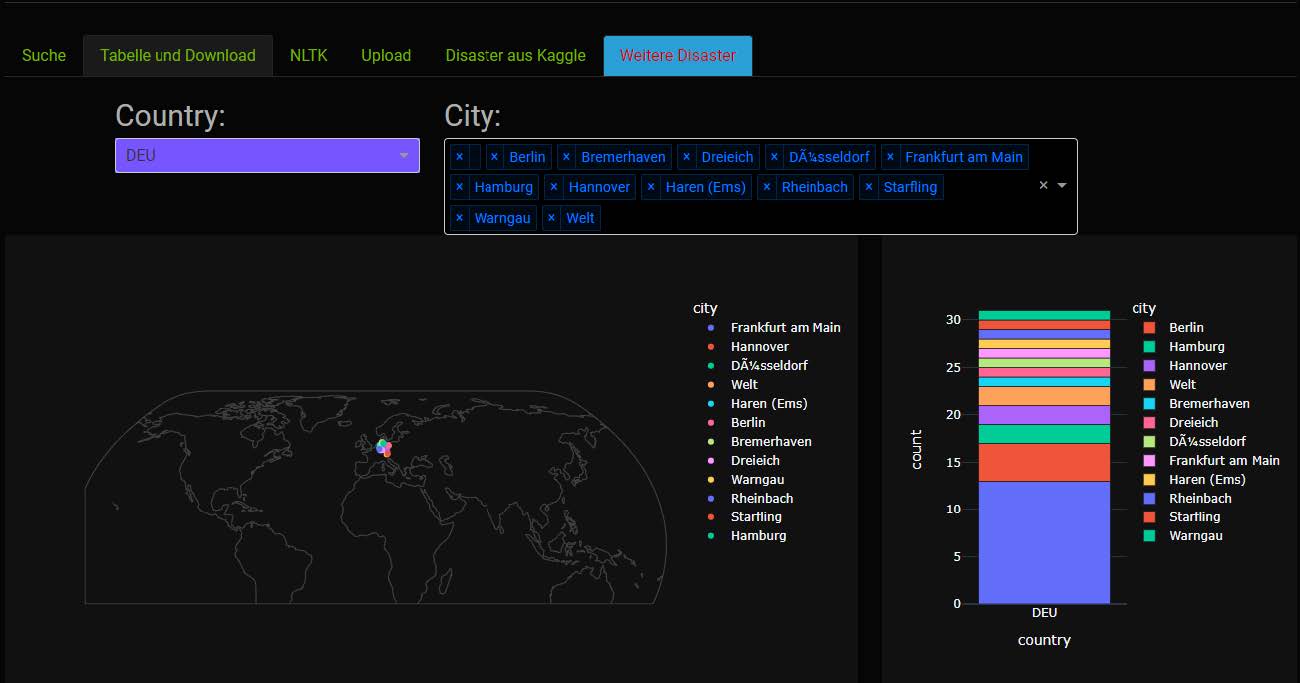 Suche Tabelle und Download NLTK Upload Disaster aus Kaggle Weitere Disaster
Country:
DEU
City:
× × Berlin × Bremerhaven × Dreieich × DÃ¼sseldorf × Frankfurt am Main
× Hamburg × Hannover × Haren (Ems) × Rheinbach × Starfling
× Warngau × Welt
×
city
Frankfurt am Main
Hannover
DÃ¼sseldorf
Welt
Haren (Ems)
Berlin
Bremerhaven
Dreieich
Warngau
Rheinbach
Starfling
Hamburg
30
25
20
15
10
5
0
count
DEU
country
city
Berlin
Hamburg
Hannover
Welt
Bremerhaven
Dreieich
DÃ¼sseldorf
Frankfurt am Main
Haren (Ems)
Rheinbach
Starfling
Warngau